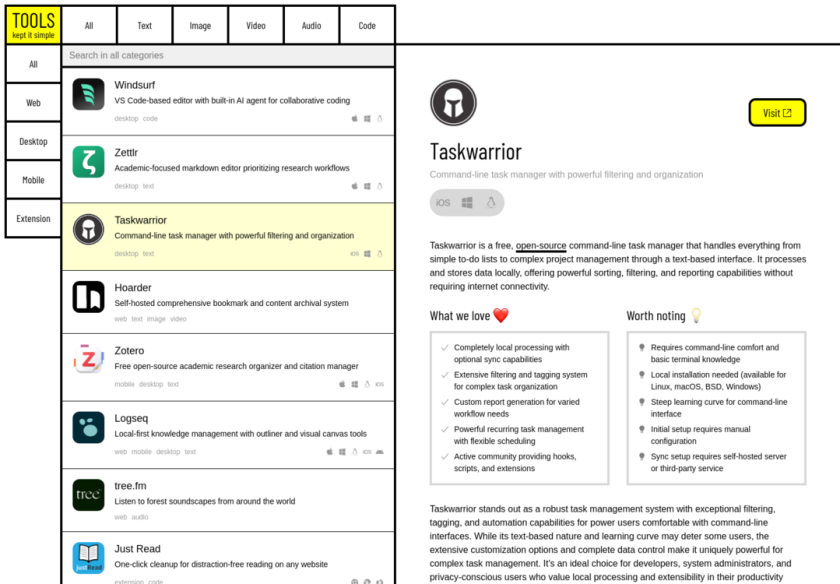 TOOLS
kept it simple
All
Text
Image
Video
Audio
Code
All
Web
Desktop
Mobile
Extension
Search in all categories
Windsurf
VS Code-based editor with built-in AI agent for collaborative coding
desktop code
Zettlr
Academic-focused markdown editor prioritizing research workflows
desktop text
Taskwarrior
Command-line task manager with powerful filtering and organization
desktop text
iOS
Hoarder
Self-hosted comprehensive bookmark and content archival system
web text image video
Zotero
Free open-source academic research organizer and citation manager
mobile desktop text
iOS
Logseq
Local-first knowledge management with outliner and visual canvas tools
web mobile desktop text
iOS
tree
tree.fm
Listen to forest soundscapes from around the world
web audio
justRead
Just Read
One-click cleanup for distraction-free reading on any website
extension code
Visit
Taskwarrior
Command-line task manager with powerful filtering and organization
iOS
Taskwarrior is a free, open-source command-line task manager that handles everything from
simple to-do lists to complex project management through a text-based interface. It processes
and stores data locally, offering powerful sorting, filtering, and reporting capabilities without
requiring internet connectivity.
What we love ❤️
Completely local processing with
optional sync capabilities
Extensive filtering and tagging system
for complex task organization
Custom report generation for varied
workflow needs
Powerful recurring task management
with flexible scheduling
Active community providing hooks,
scripts, and extensions
Worth noting 💡
Requires command-line comfort and
basic terminal knowledge
Local installation needed (available for
Linux, macOS, BSD, Windows)
Steep learning curve for command-line
interface
Initial setup requires manual
configuration
Sync setup requires self-hosted server
or third-party service
Taskwarrior stands out as a robust task management system with exceptional filtering,
tagging, and automation capabilities for power users comfortable with command-line
interfaces. While its text-based nature and learning curve may deter some users, the
extensive customization options and complete data control make it uniquely powerful for
complex task management. It's an ideal choice for developers, system administrators, and
privacy-conscious users who value local processing and extensibility in their productivity